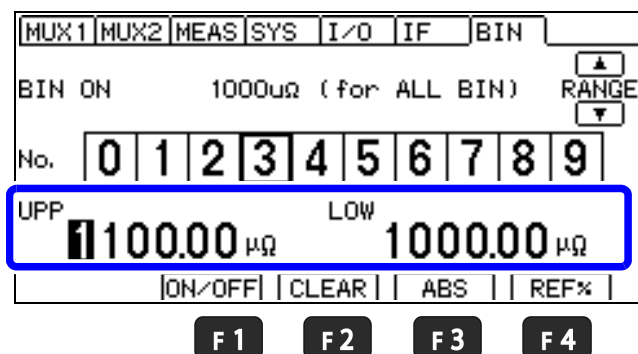 MUX1 MUX2 MEAS SYS I/O IF BIN
BIN ON 1000uΩ (for ALL BIN) RANGE
No. 0 1 2 3 4 5 6 7 8 9
UPP LOW
1100.00 μΩ 1000.00 μΩ
ON/OFF CLEAR ABS REF%
F1 F2 F3 F4